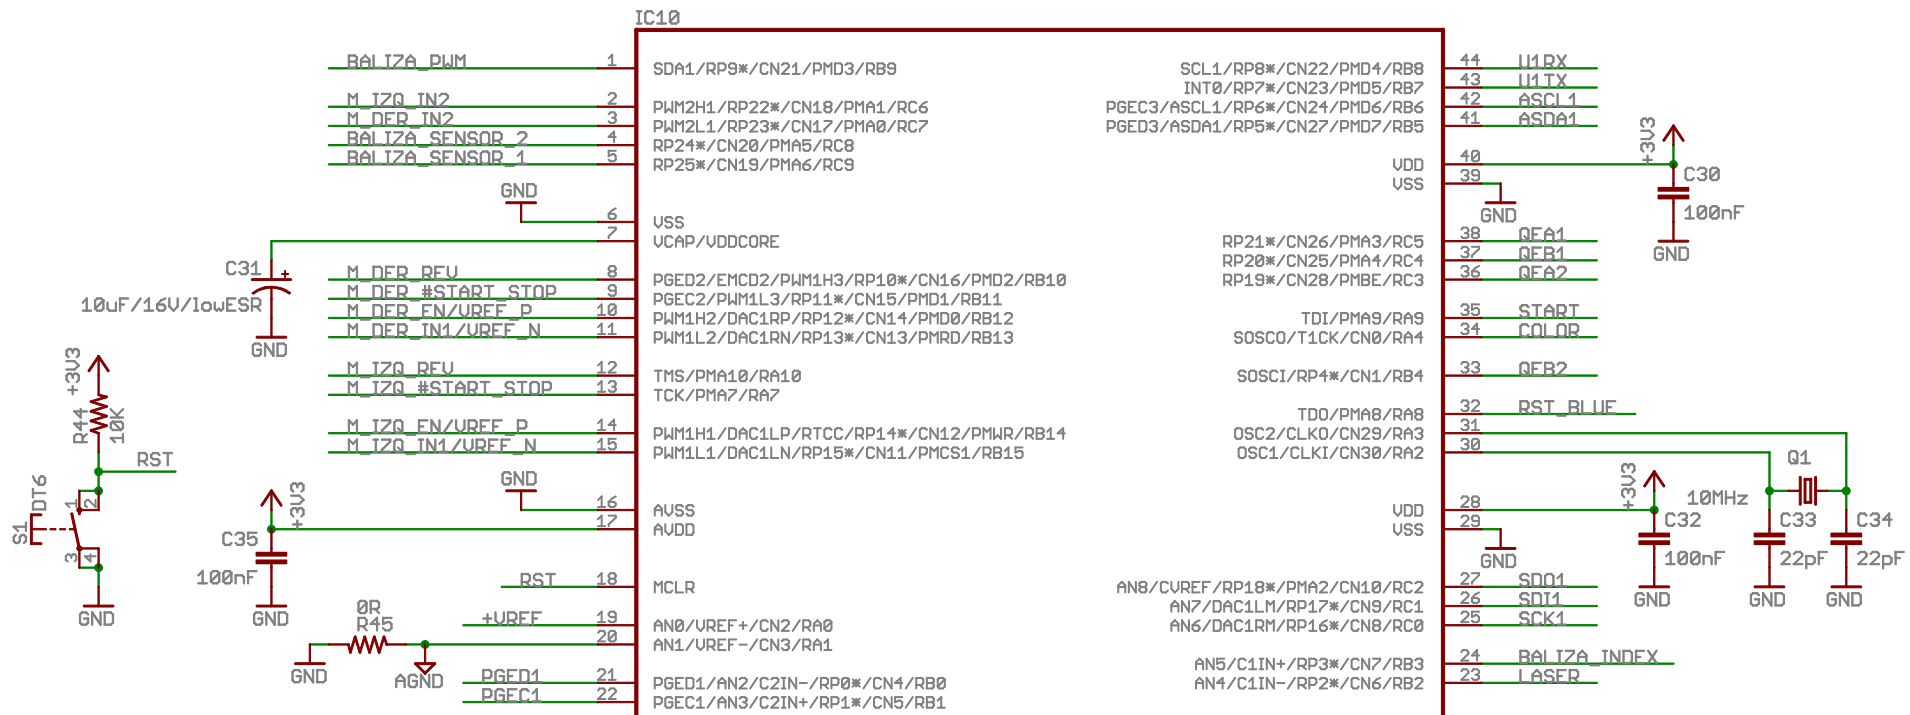 IC10
BALIZA_PWM 1 SDA1/RP9*/CN21/PMD3/RB9
M_IZQ_IN2 2 PWM2H1/RP22*/CN18/PMA1/RC6
M_DER_IN2 3 PWM2L1/RP23*/CN17/PMA0/RC7
BALIZA_SENSOR_2 4 RP24*/CN20/PMA5/RC8
BALIZA_SENSOR_1 5 RP25*/CN19/PMA6/RC9
GND
6 VSS
7 VCAP/VDDCORE
C31
+
10uF/16V/lowESR
GND
M_DER_REV 8 PGED2/EMCD2/PWM1H3/RP10*/CN16/PMD2/RB10
M_DER_#START_STOP 9 PGEC2/PWM1L3/RP11*/CN15/PMD1/RB11
M_DER_EN/VREF_P 10 PWM1H2/DAC1RP/RP12*/CN14/PMD0/RB12
M_DER_IN1/VREF_N 11 PWM1L2/DAC1RN/RP13*/CN13/PMRD/RB13
M_IZQ_REV 12 TMS/PMA10/RA10
M_IZQ_#START_STOP 13 TCK/PMA7/RA7
M_IZQ_EN/VREF_P 14 PWM1H1/DAC1LP/RTCC/RP14*/CN12/PMWR/RB14
M_IZQ_IN1/VREF_N 15 PWM1L1/DAC1LN/RP15*/CN11/PMCS1/RB15
+3V3
R44
10K
RST
S1
DT6
1
2
3
4
GND
GND
16 AVSS
17 AVDD
+3V3
C35
100nF
GND
RST 18 MCLR
+VREF 19 AN0/VREF+/CN2/RA0
20 AN1/VREF-/CN3/RA1
0R
R45
GND
AGND
PGED1 21 PGED1/AN2/C2IN-/RP0*/CN4/RB0
PGEC1 22 PGEC1/AN3/C2IN+/RP1*/CN5/RB1
SCL1/RP8*/CN22/PMD4/RB8 44 U1RX
INT0/RP7*/CN23/PMD5/RB7 43 U1TX
PGEC3/ASCL1/RP6*/CN24/PMD6/RB6 42 ASCL1
PGED3/ASDA1/RP5*/CN27/PMD7/RB5 41 ASDA1
VDD 40
VSS 39
GND
+3V3
C30
100nF
GND
RP21*/CN26/PMA3/RC5 38 QEA1
RP20*/CN25/PMA4/RC4 37 QEB1
RP19*/CN28/PMBE/RC3 36 QEA2
TDI/PMA9/RA9 35 START
SOSCO/T1CK/CN0/RA4 34 COLOR
SOSCI/RP4*/CN1/RB4 33 QEB2
TDO/PMA8/RA8 32 RST_BLUE
OSC2/CLKO/CN29/RA3 31
OSC1/CLKI/CN30/RA2 30
Q1
10MHz
C33
22pF
GND
C34
22pF
GND
VDD 28
VSS 29
GND
+3V3
C32
100nF
GND
AN8/CVREF/RP18*/PMA2/CN10/RC2 27 SDO1
AN7/DAC1LM/RP17*/CN9/RC1 26 SDI1
AN6/DAC1RM/RP16*/CN8/RC0 25 SCK1
AN5/C1IN+/RP3*/CN7/RB3 24 BALIZA_INDEX
AN4/C1IN-/RP2*/CN6/RB2 23 LASER